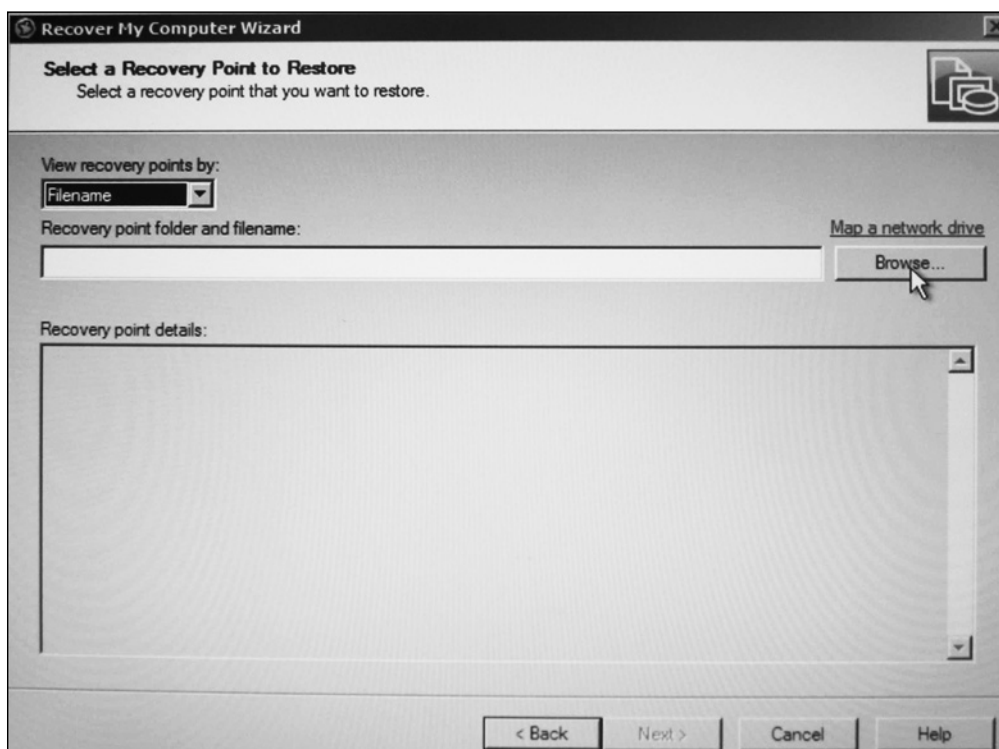 Recover My Computer Wizard
Select a Recovery Point to Restore
Select a recovery point that you want to restore.
View recovery points by:
Filename
Recovery point folder and filename:
Map a network drive
Browse...
Recovery point details:
< Back
Next >
Cancel
Help